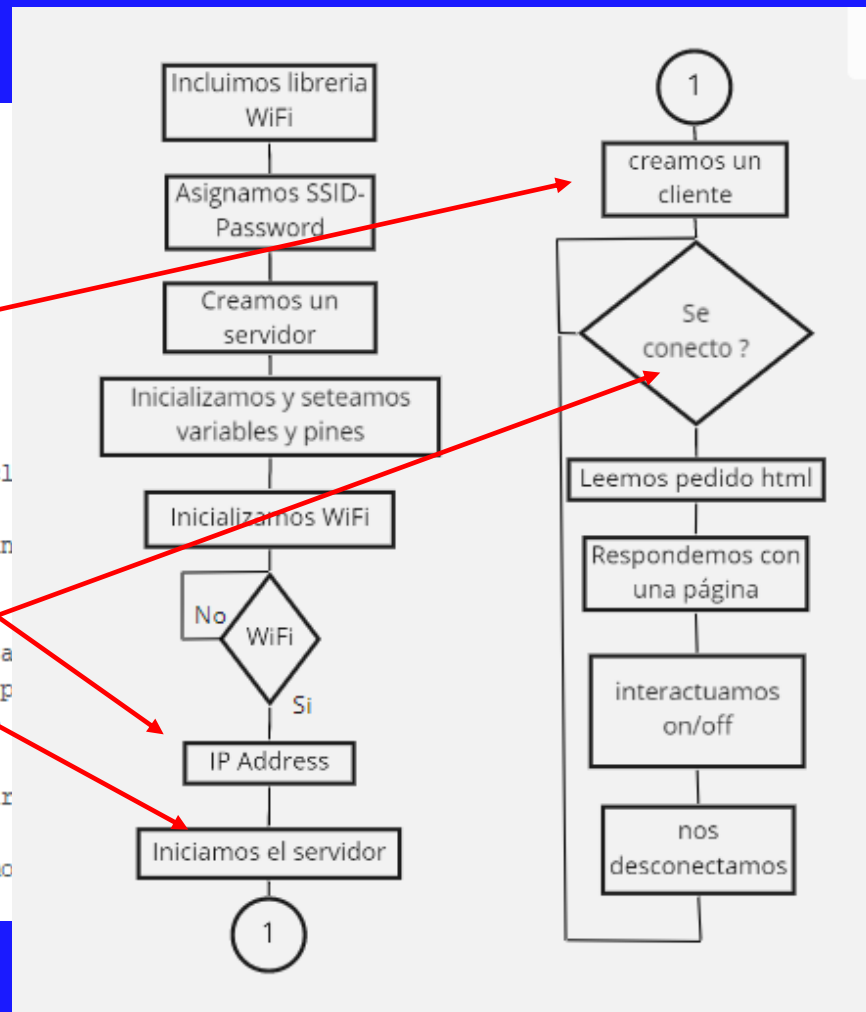 Incluimos libreria
WiFi
Asignamos SSID-
Password
Creamos un
servidor
Inicializamos y seteamos
variables y pines
Inicializamos WiFi
No
WiFi
Si
IP Address
Iniciamos el servidor
1
1
creamos un
cliente
Se
conecto ?
Leemos pedido html
Respondemos con
una página
interactuamos
on/off
nos
desconectamos